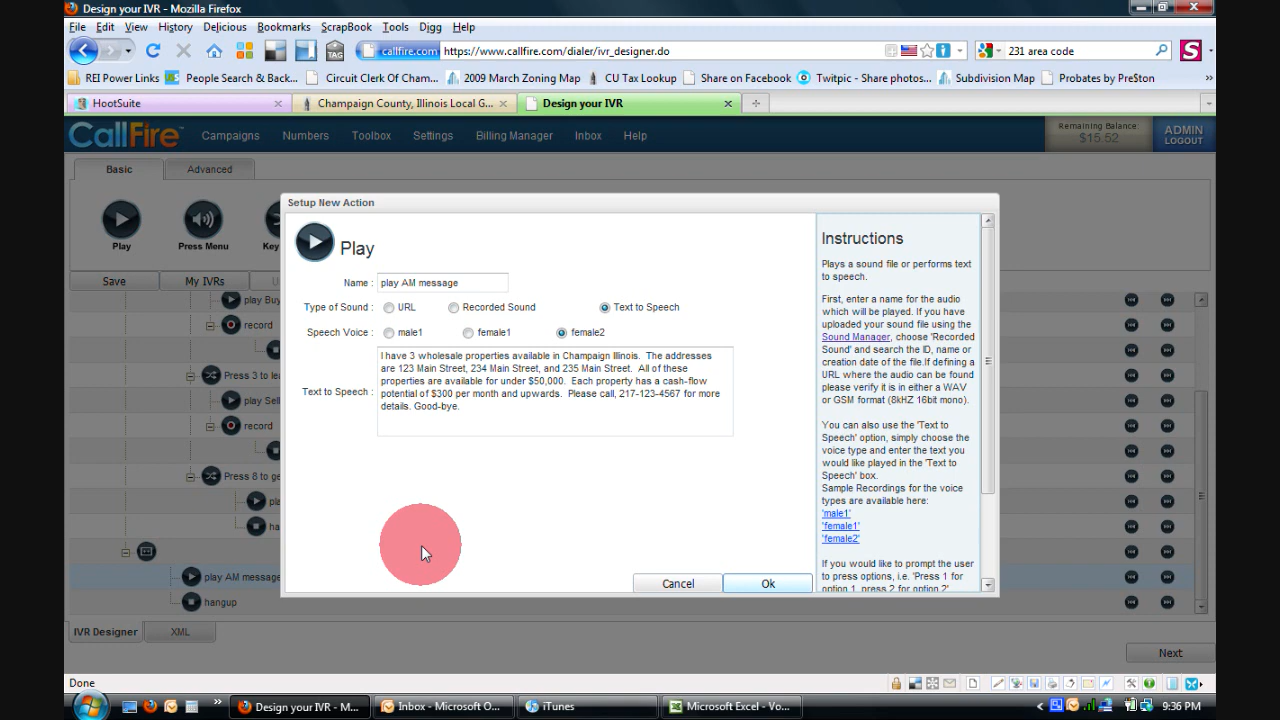 Design your IVR - Mozilla Firefox
File Edit View History Delicious Bookmarks ScrapBook Tools Digg Help
TAG callfire.com https://www.callfire.com/dialer/ivr_designer.do 231 area code S
REI Power Links People Search & Back... Circuit Clerk Of Cham... 2009 March Zoning Map CU Tax Lookup Share on Facebook Twitpic - Share photos... Subdivision Map Probates by Pre$ton »
HootSuite Champaign County, Illinois Local G... Design your IVR
CallFire Campaigns Numbers Toolbox Settings Billing Manager Inbox Help
Remaining Balance:
$15.52
ADMIN
LOGOUT
Basic Advanced
Play Press Menu Key
Save My IVRs U
play Buy
record
Press 3 to lea
play Sell
record
Press 8 to ge
pla
ha
play AM message
hangup
Setup New Action
Play
Name : play AM message
Type of Sound : URL Recorded Sound Text to Speech
Speech Voice : male1 female1 female2
Text to Speech :
I have 3 wholesale properties available in Champaign Illinois. The addresses
are 123 Main Street, 234 Main Street, and 235 Main Street. All of these
properties are available for under $50,000. Each property has a cash-flow
potential of $300 per month and upwards. Please call, 217-123-4567 for more
details. Good-bye.
Cancel Ok
Instructions
Plays a sound file or performs text
to speech.
First, enter a name for the audio
which will be played. If you have
uploaded your sound file using the
Sound Manager, choose 'Recorded
Sound' and search the ID, name or
creation date of the file.If defining a
URL where the audio can be found
please verify it is in either a WAV
or GSM format (8kHZ 16bit mono).
You can also use the 'Text to
Speech' option, simply choose the
voice type and enter the text you
would like played in the 'Text to
Speech' box.
Sample Recordings for the voice
types are available here:
'male1'
'female1'
'female2'
If you would like to prompt the user
to press options, i.e. 'Press 1 for
option 1, press 2 for option 2'
IVR Designer XML
Next
Done
» Design your IVR - M... Inbox - Microsoft O... iTunes Microsoft Excel - Vo... 9:36 PM